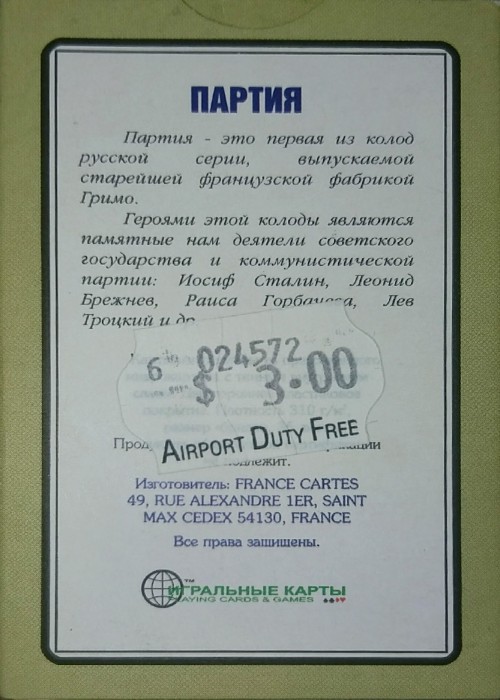 ПАРТИЯ
Партия - это первая из колод
русской серии, выпускаемой
старейшей французской фабрикой
Гримо.
Героями этой колоды являются
памятные нам деятели советского
государства и коммунистической
партии: Иосиф Сталин, Леонид
Брежнев, Раиса Горбачева, Лев
Троцкий и др
024572
$ 3.00
310 г/м
AIRPORT DUTY FREE
Изготовитель: FRANCE CARTES
49, RUE ALEXANDRE 1ER, SAINT
MAX CEDEX 54130, FRANCE
Все права защищены.
ИГРАЛЬНЫЕ КАРТЫ
PLAYING CARDS & GAMES